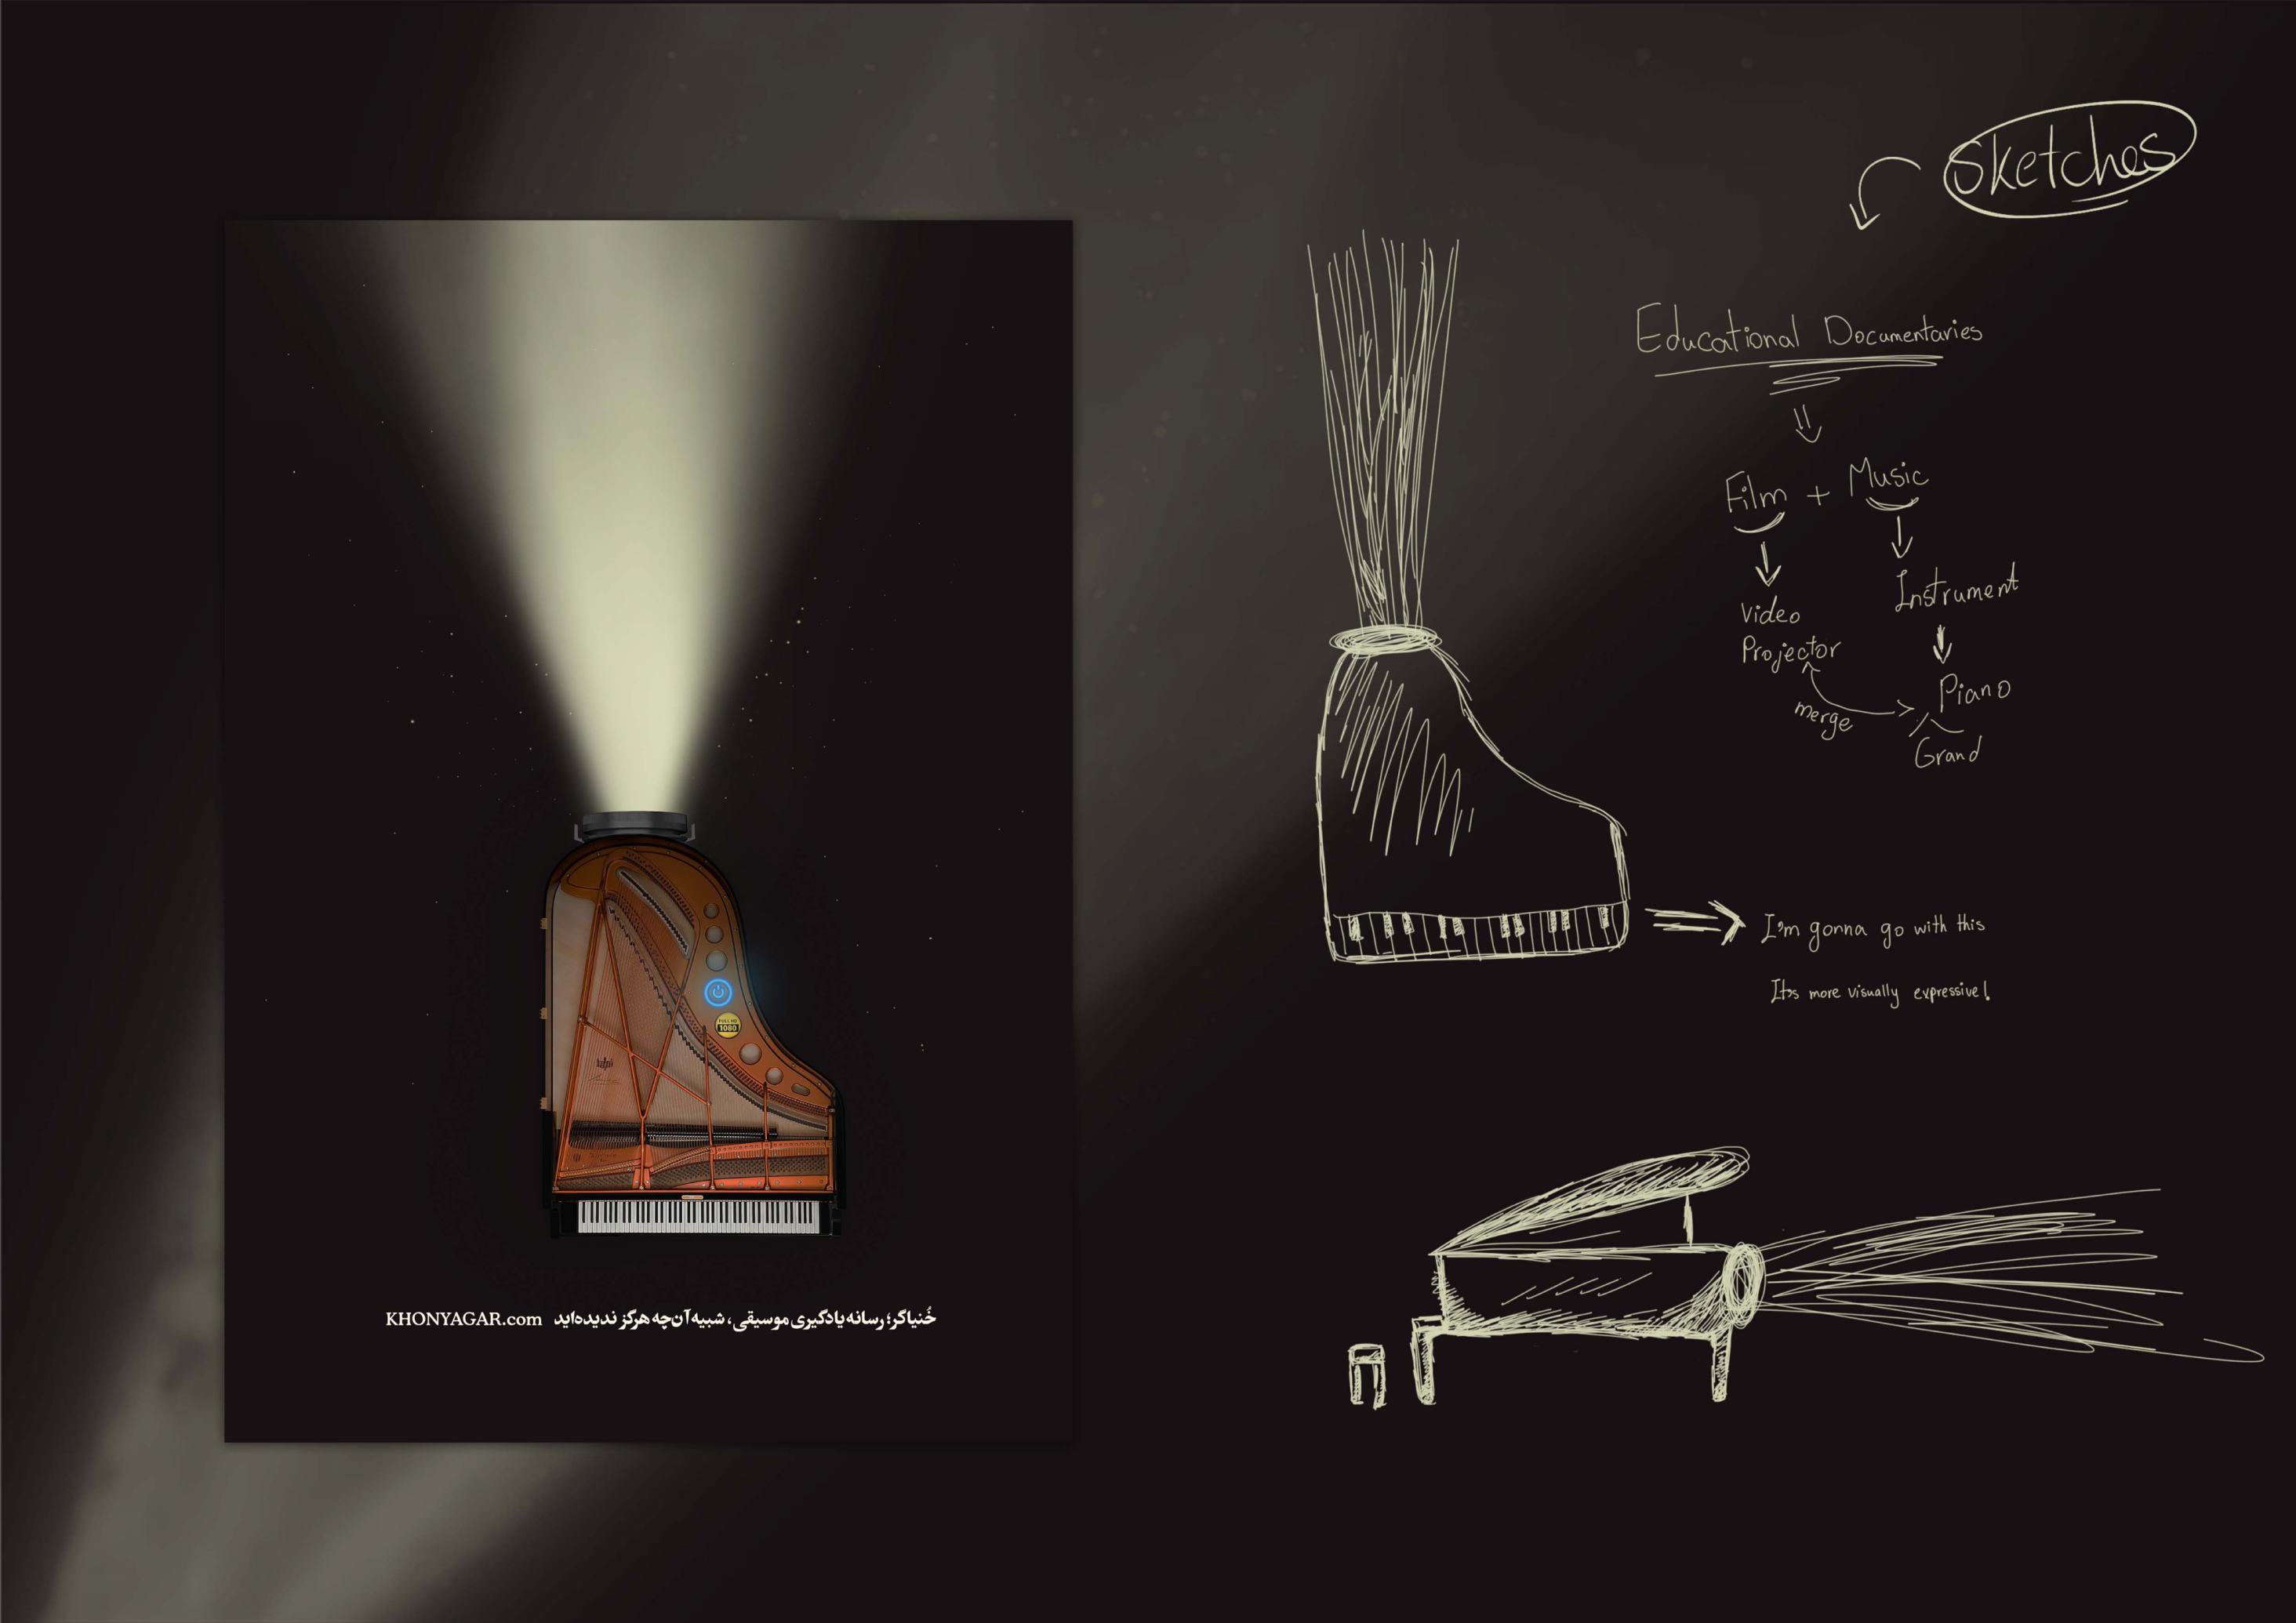 sketches
Educational Documentaries
Film + Music
Video
Projector
Instrument
Piano
merge
Grand
I'm gonna go with this
It's more visually expressive!
FULL HD
1080
خُنیاگر؛ رسانه یادگیری موسیقی، شبیه آن‌چه هرگز ندیده‌اید KHONYAGAR.com